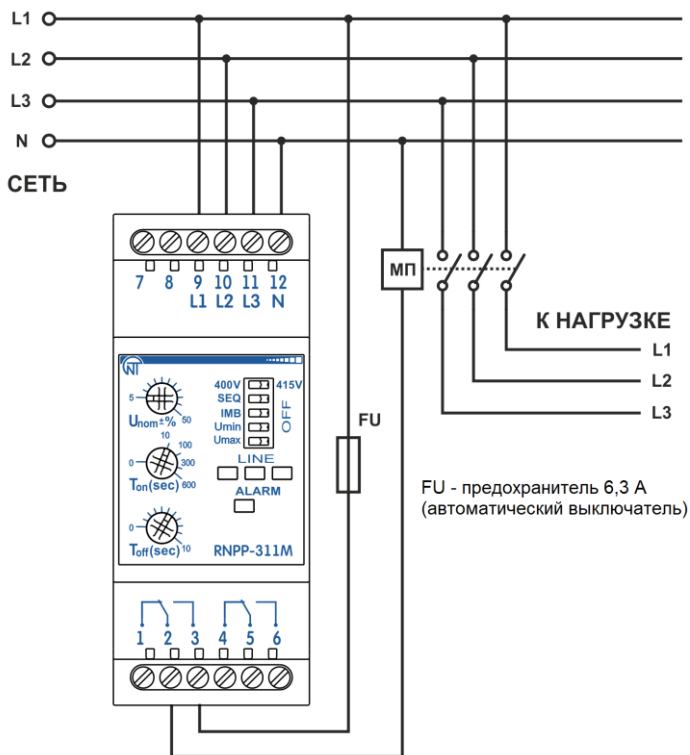 L1
L2
L3
N
СЕТЬ
7 8 9 10 11 12
L1 L2 L3 N
МП
К НАГРУЗКЕ
L1
L2
L3
NT
400V 415V
SEQ
IMB
Umin
Umax
OFF
5 50
Unom±%
10
100
0 300
600
Ton(sec)
LINE
ALARM
0 10
Toff(sec)
RNPP-311M
FU
FU - предохранитель 6,3 А
(автоматический выключатель)
1 2 3 4 5 6